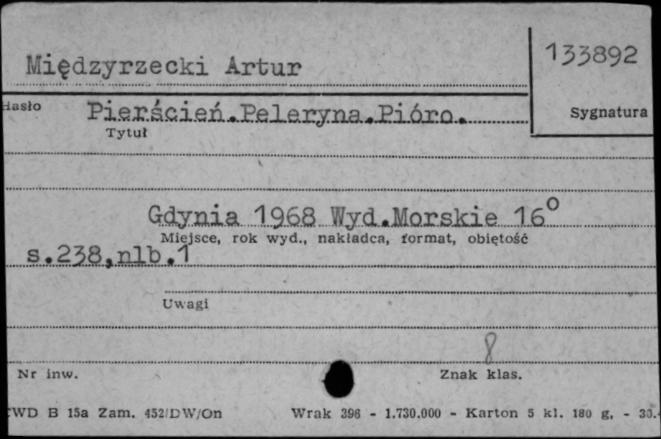 133892
Międzyrzecki Artur
Hasło
Pierścień.Peleryna.Pióro.
Sygnatura
Tytuł
Gdynia 1968 Wyd.Morskie 16°
Miejsce, rok wyd., nakładca, format, objętość
s.238,nlb.1
Uwagi
8
Nr inw.
Znak klas.
WD B 15a Zam. 452/DW/On Wrak 396 - 1.730.000 - Karton 5 kl. 180 g. - 30.